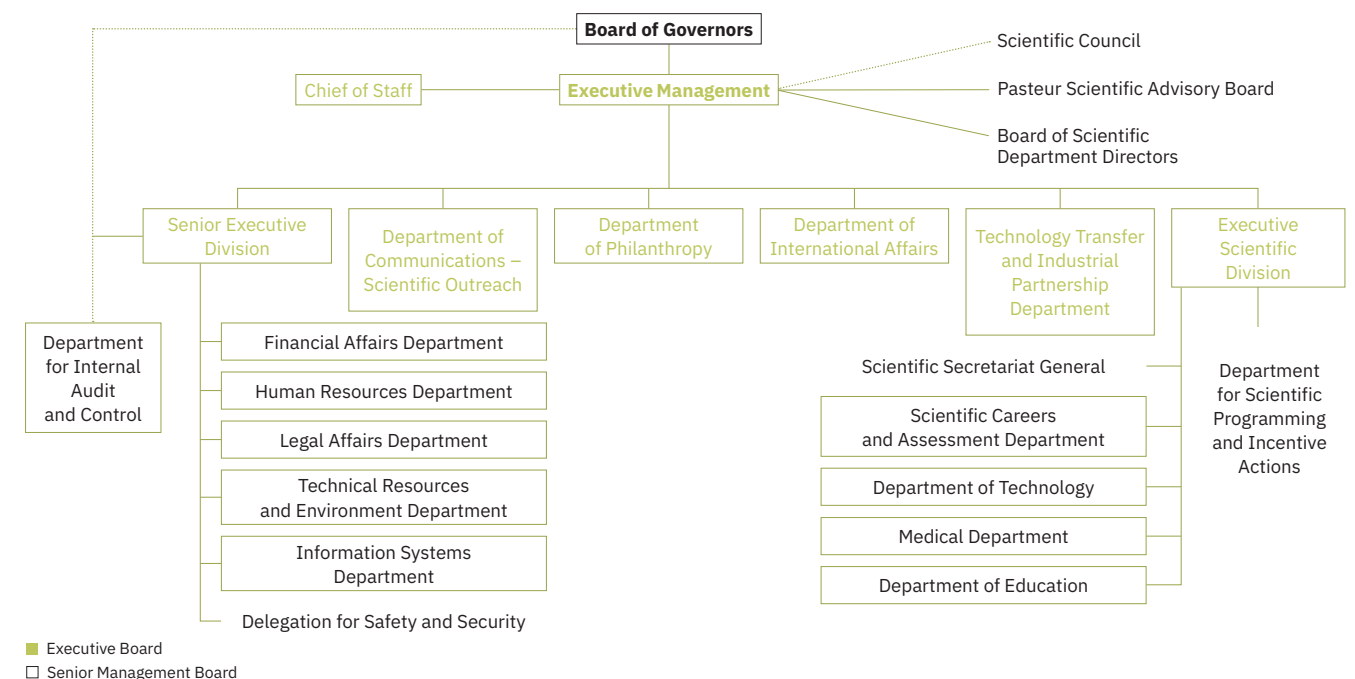 Board of Governors
Scientific Council
Chief of Staff
Executive Management
Pasteur Scientific Advisory Board
Board of Scientific
Department Directors
Senior Executive
Division
Department of
Communications –
Scientific Outreach
Department
of Philanthropy
Department of
International Affairs
Technology Transfer
and Industrial
Partnership
Department
Executive
Scientific
Division
Department
for Internal
Audit
and Control
Financial Affairs Department
Human Resources Department
Legal Affairs Department
Technical Resources
and Environment Department
Information Systems
Department
Delegation for Safety and Security
Scientific Secretariat General
Scientific Careers
and Assessment Department
Department of Technology
Medical Department
Department of Education
Department
for Scientific
Programming
and Incentive
Actions
Executive Board
Senior Management Board